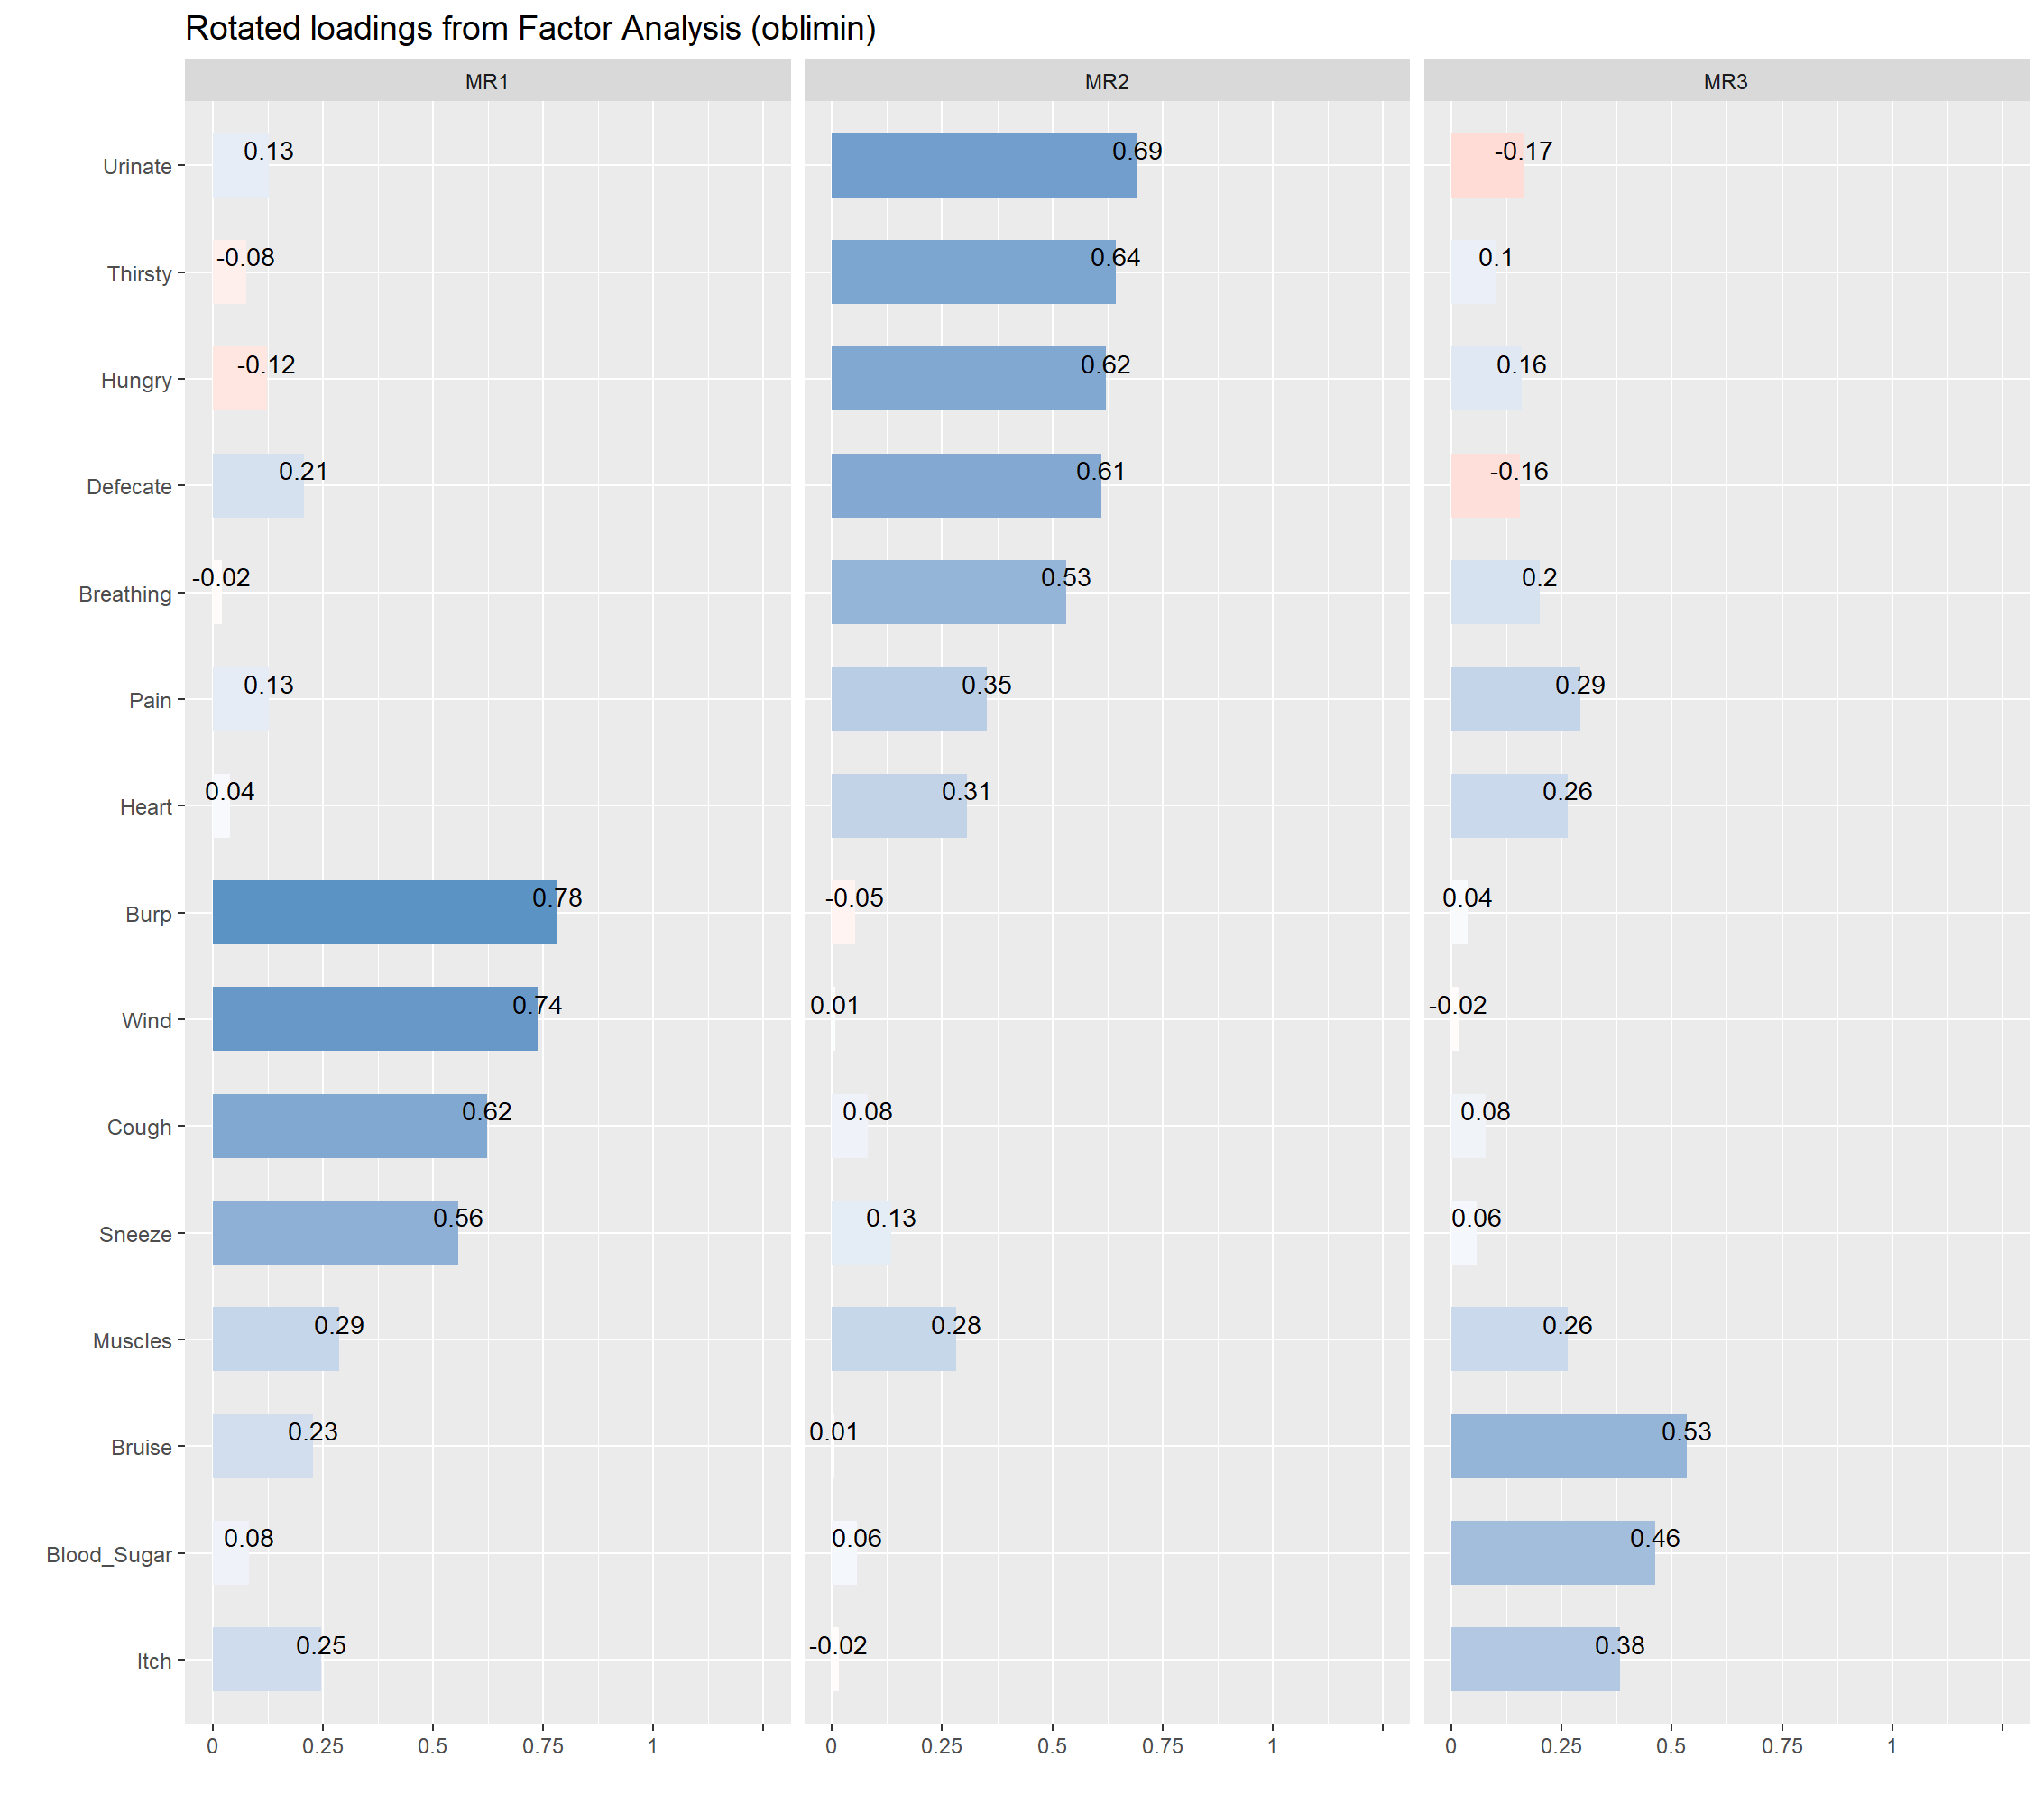 Rotated loadings from Factor Analysis (oblimin)
MR1 MR2 MR3
Urinate 0.13 0.69 -0.17
Thirsty -0.08 0.64 0.1
Hungry -0.12 0.62 0.16
Defecate 0.21 0.61 -0.16
Breathing -0.02 0.53 0.2
Pain 0.13 0.35 0.29
Heart 0.04 0.31 0.26
Burp 0.78 -0.05 0.04
Wind 0.74 0.01 -0.02
Cough 0.62 0.08 0.08
Sneeze 0.56 0.13 0.06
Muscles 0.29 0.28 0.26
Bruise 0.23 0.01 0.53
Blood_Sugar 0.08 0.06 0.46
Itch 0.25 -0.02 0.38
0 0.25 0.5 0.75 1 0 0.25 0.5 0.75 1 0 0.25 0.5 0.75 1